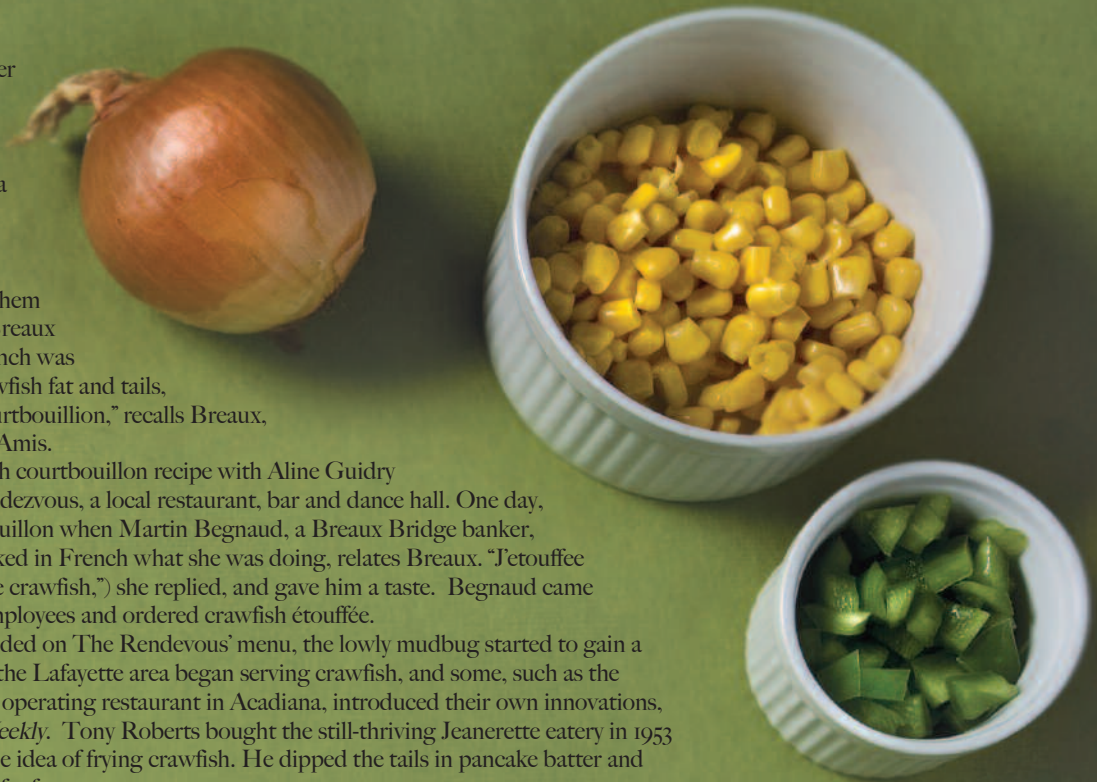 er
a
hem
reaux
nch was
wfish fat and tails,
urtbouillion,” recalls Breaux,
Amis.
h courtbouillon recipe with Aline Guidry
dezvous, a local restaurant, bar and dance hall. One day,
uillon when Martin Begnaud, a Breaux Bridge banker,
ked in French what she was doing, relates Breaux. “J’etouffee
e crawfish,”) she replied, and gave him a taste.  Begnaud came
mployees and ordered crawfish étouffée.
ded on The Rendevous’ menu, the lowly mudbug started to gain a
the Lafayette area began serving crawfish, and some, such as the
operating restaurant in Acadiana, introduced their own innovations,
eekly.  Tony Roberts bought the still-thriving Jeanerette eatery in 1953
e idea of frying crawfish. He dipped the tails in pancake batter and